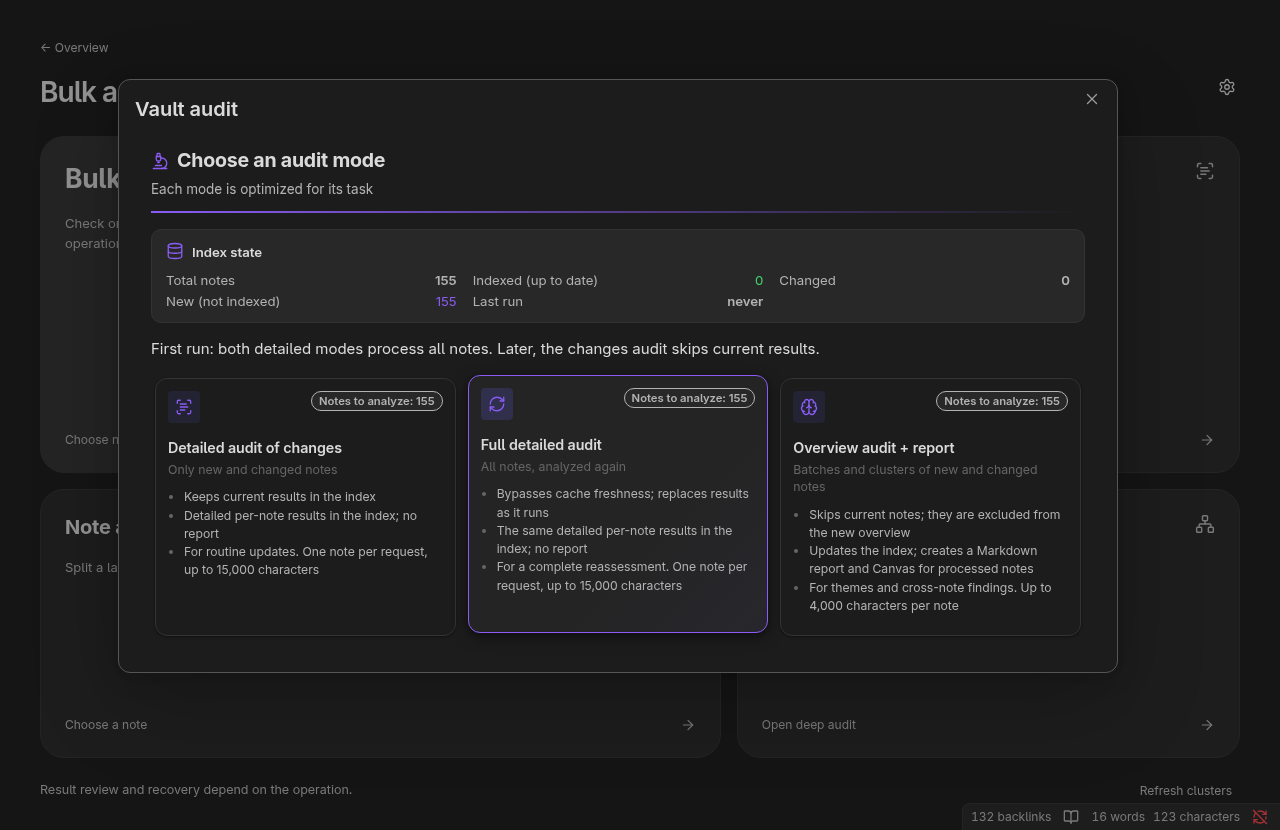 ← Overview
Bulk a
Vault audit
Choose an audit mode
Each mode is optimized for its task
Index state
Total notes 155 Indexed (up to date) 0 Changed 0
New (not indexed) 155 Last run never
First run: both detailed modes process all notes. Later, the changes audit skips current results.
Notes to analyze: 155
Detailed audit of changes
Only new and changed notes
• Keeps current results in the index
• Detailed per-note results in the index; no
report
• For routine updates. One note per request,
up to 15,000 characters
Notes to analyze: 155
Full detailed audit
All notes, analyzed again
• Bypasses cache freshness; replaces results
as it runs
• The same detailed per-note results in the
index; no report
• For a complete reassessment. One note per
request, up to 15,000 characters
Notes to analyze: 155
Overview audit + report
Batches and clusters of new and changed
notes
• Skips current notes; they are excluded from
the new overview
• Updates the index; creates a Markdown
report and Canvas for processed notes
• For themes and cross-note findings. Up to
4,000 characters per note
Bulk
Check or
operation
Choose n
Note a
Split a la
Choose a note
Open deep audit
Result review and recovery depend on the operation.
Refresh clusters
132 backlinks 16 words 123 characters